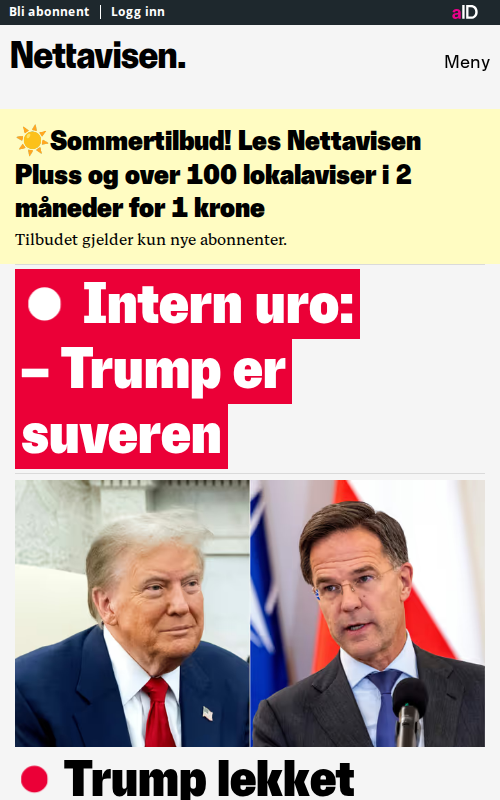 Bli abonnent | Logg inn
aID
Nettavisen.
Meny
☀️Sommertilbud! Les Nettavisen
Pluss og over 100 lokalaviser i 2
måneder for 1 krone
Tilbudet gjelder kun nye abonnenter.
Intern uro:
– Trump er
suveren
Trump lekket